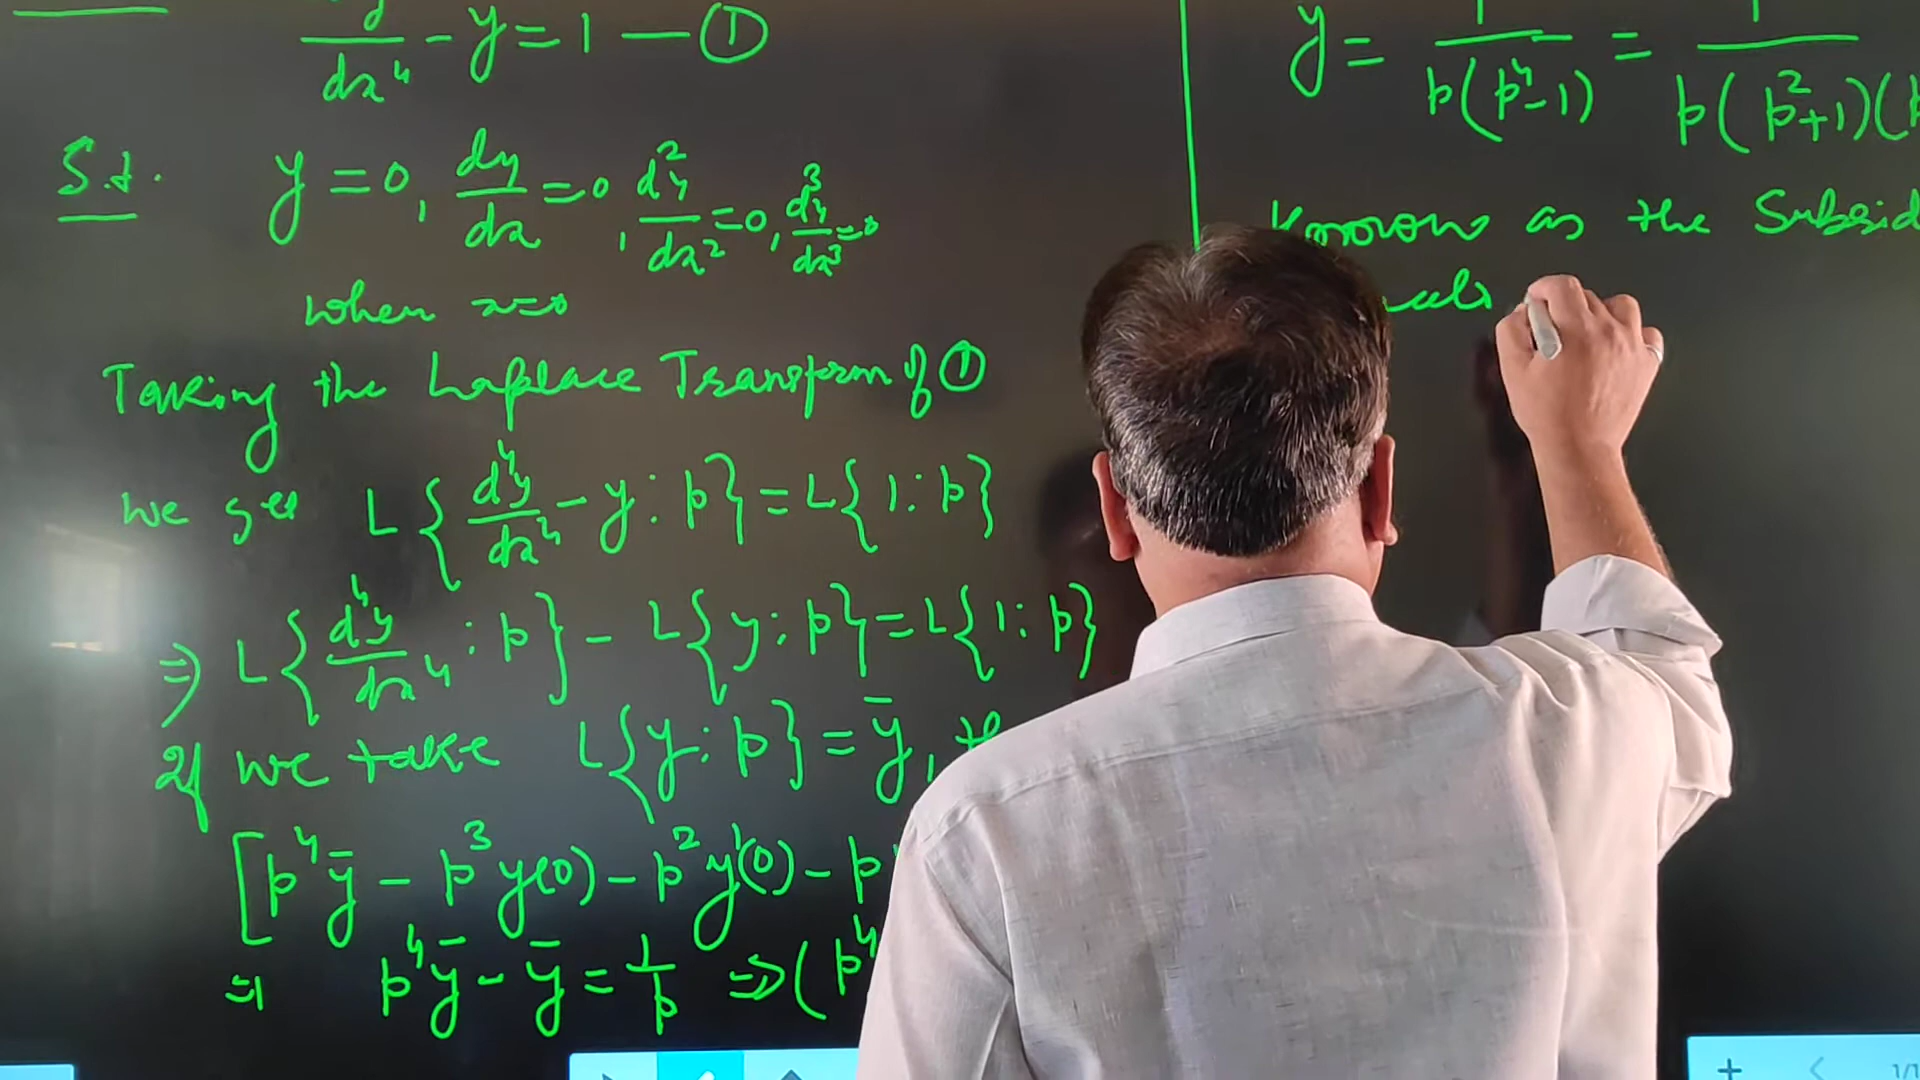 d⁴y/dx⁴ - y = 1 — ①
S.t. y = 0, dy/dx = 0, d²y/dx² = 0, d³y/dx³ = 0
when x = 0
Taking the Laplace Transform of ①
we get L{d⁴y/dx⁴ - y : p} = L{1 : p}
⇒ L{d⁴y/dx⁴ : p} - L{y : p} = L{1 : p}
If we take L{y : p} = ȳ,
[p⁴ȳ - p³y(0) - p²y'(0) - p
⇒ p⁴ȳ - ȳ = 1/p ⇒ (p⁴
y = 1/p(p⁴-1) = 1/p(p²+1)(p
Known as the Subsid
1/1